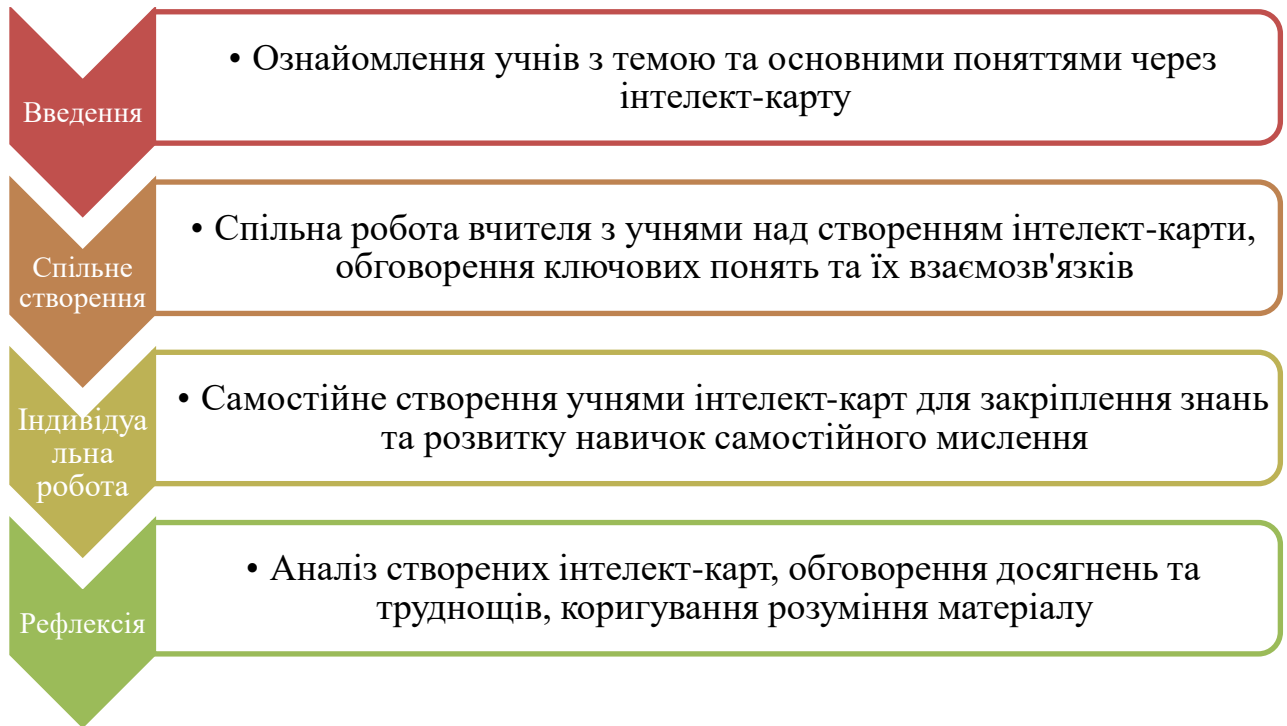 Введення
• Ознайомлення учнів з темою та основними поняттями через
інтелект-карту
Спільне
створення
• Спільна робота вчителя з учнями над створенням інтелект-карти,
обговорення ключових понять та їх взаємозв'язків
Індивідуа
льна
робота
• Самостійне створення учнями інтелект-карт для закріплення знань
та розвитку навичок самостійного мислення
Рефлексія
• Аналіз створених інтелект-карт, обговорення досягнень та
труднощів, коригування розуміння матеріалу